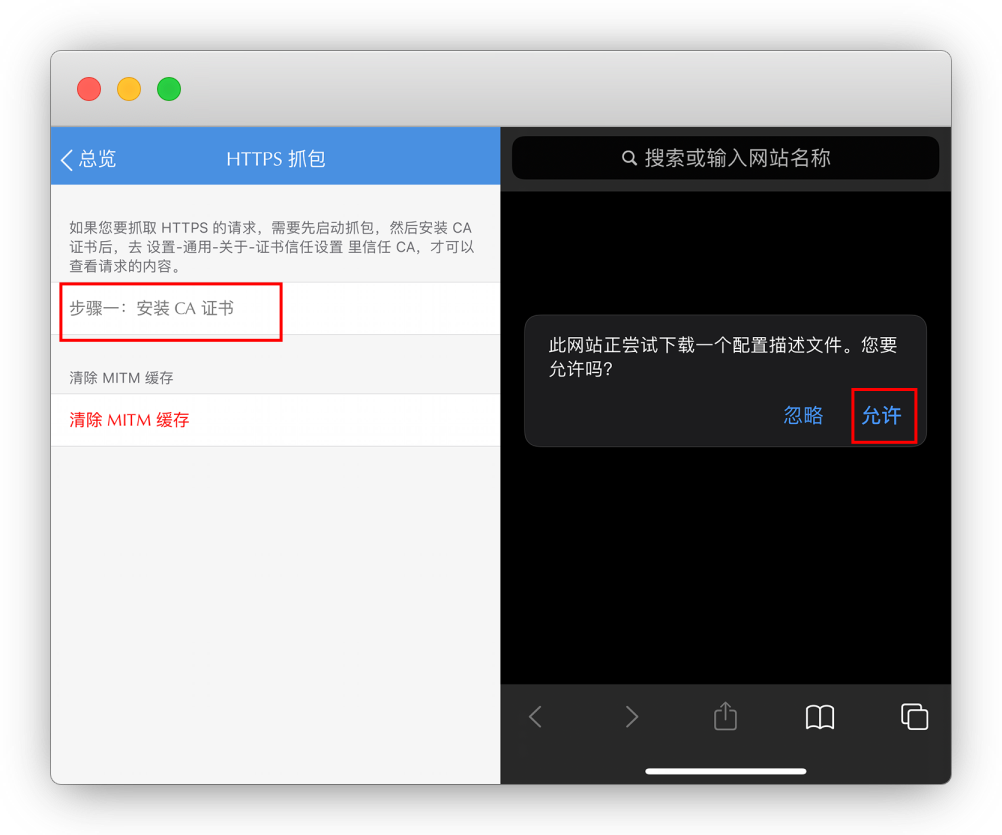 总览
HTTPS 抓包
如果您要抓取 HTTPS 的请求，需要先启动抓包，然后安装 CA
证书后，去 设置-通用-关于-证书信任设置 里信任 CA，才可以
查看请求的内容。
步骤一：安装 CA 证书
清除 MITM 缓存
清除 MITM 缓存
搜索或输入网站名称
此网站正尝试下载一个配置描述文件。您要
允许吗？
忽略
允许